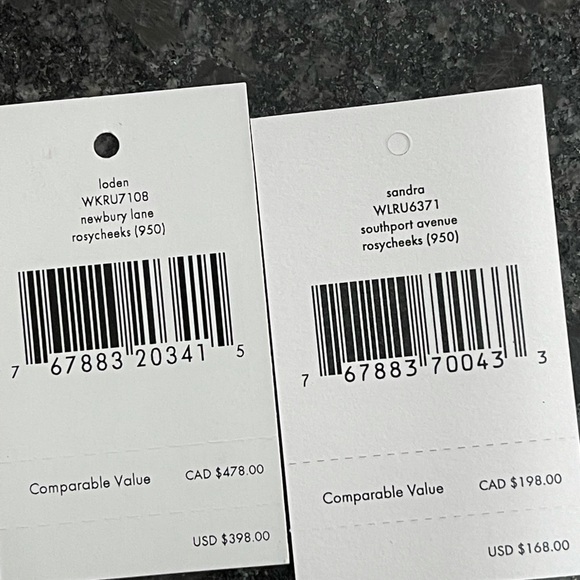 loden
WKRU7108
newbury lane
rosycheeks (950)
7 67883 20341 5
Comparable Value CAD $478.00
USD $398.00
sandra
WLRU6371
southport avenue
rosycheeks (950)
7 67883 70043 3
Comparable Value CAD $198.00
USD $168.00